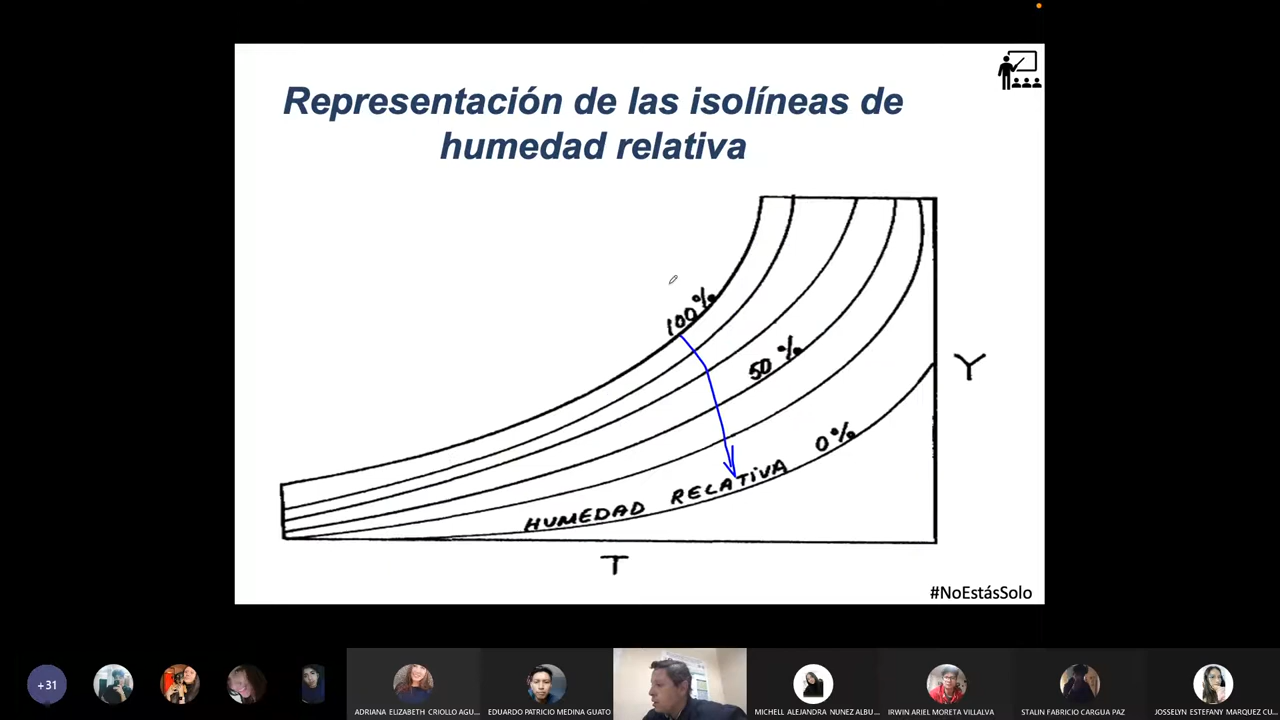 Representación de las isolíneas de
humedad relativa
100%
50 %
0%
HUMEDAD RELATIVA
Y
T
#NoEstásSolo
+31
ADRIANA ELIZABETH CRIOLLO AGU...
EDUARDO PATRICIO MEDINA GUATO
MICHELL ALEJANDRA NUNEZ ALBU...
IRWIN ARIEL MORETA VILLALVA
STALIN FABRICIO CARGUA PAZ
JOSSELYN ESTEFANY MARQUEZ CU...